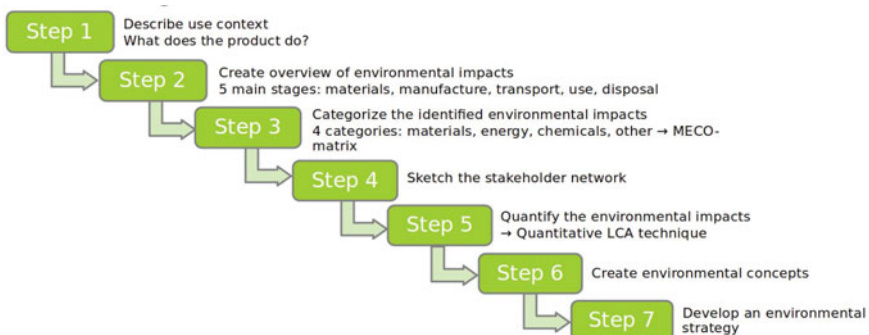 Step 1
Describe use context
What does the product do?
Step 2
Create overview of environmental impacts
5 main stages: materials, manufacture, transport, use, disposal
Step 3
Categorize the identified environmental impacts
4 categories: materials, energy, chemicals, other → MECO-
matrix
Step 4
Sketch the stakeholder network
Step 5
Quantify the environmental impacts
→ Quantitative LCA technique
Step 6
Create environmental concepts
Step 7
Develop an environmental
strategy